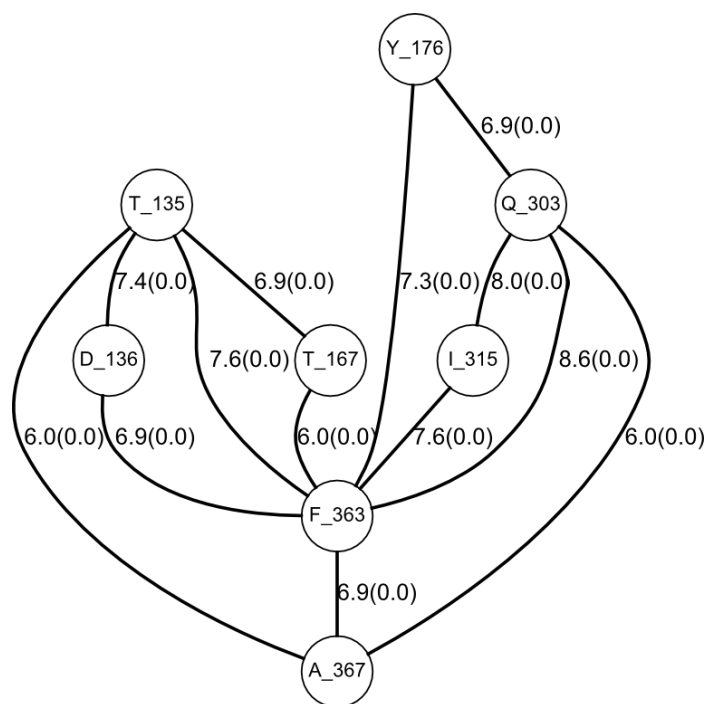 Y_176
6.9(0.0)
T_135
Q_303
7.4(0.0)
6.9(0.0)
7.3(0.0)
8.0(0.0)
D_136
7.6(0.0)
T_167
I_315
8.6(0.0)
6.0(0.0)
6.9(0.0)
6.0(0.0)
7.6(0.0)
6.0(0.0)
F_363
6.9(0.0)
A_367